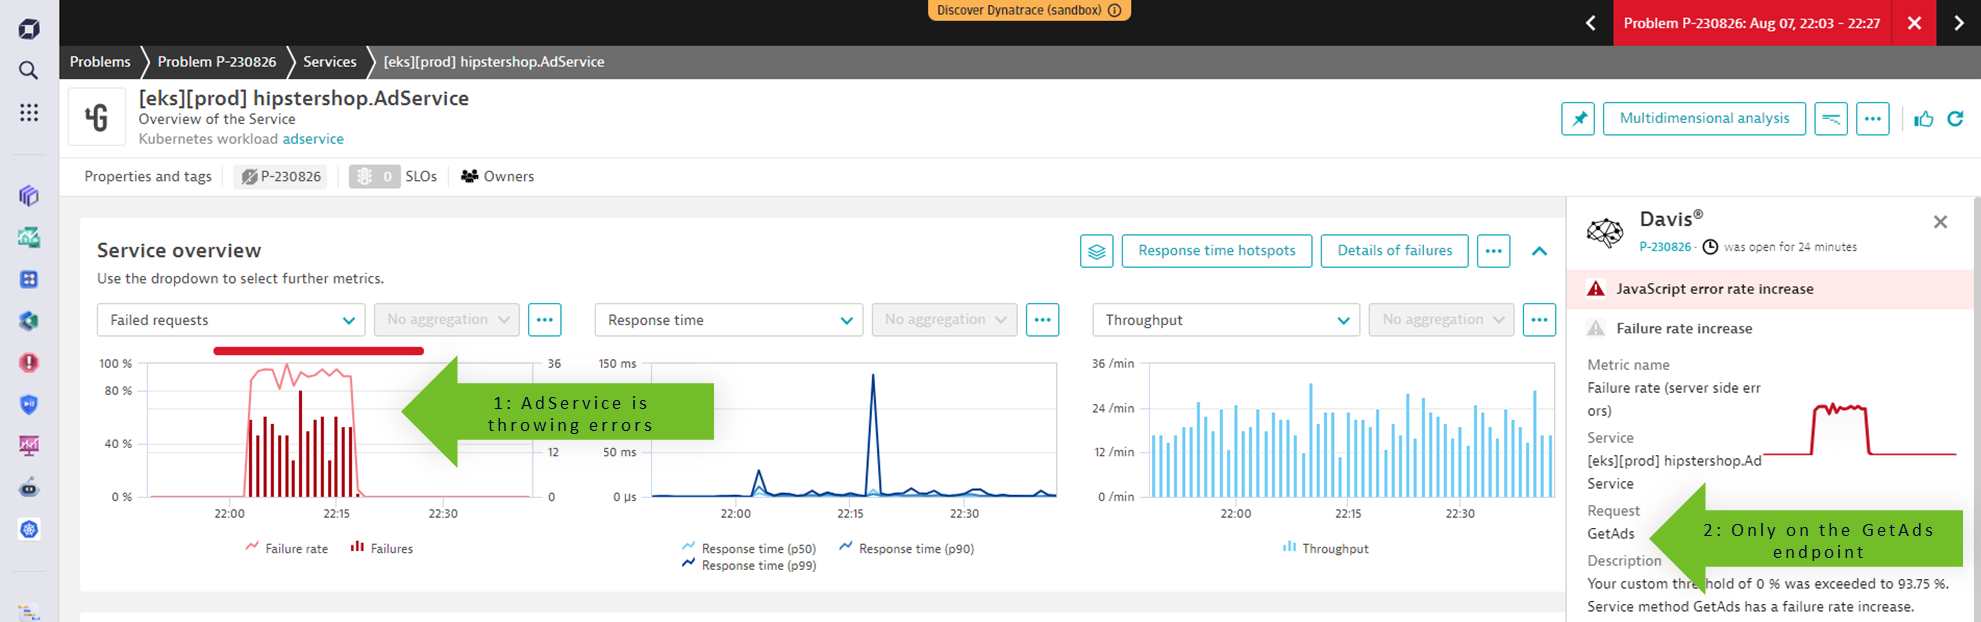 Discover Dynatrace (sandbox)
Problem P-230826: Aug 07, 22:03 - 22:27
Problems
Problem P-230826
Services
[eks][prod] hipstershop.AdService
[eks][prod] hipstershop.AdService
Overview of the Service
Kubernetes workload adservice
Multidimensional analysis
Properties and tags
P-230826
0
SLOs
Owners
Service overview
Use the dropdown to select further metrics.
Response time hotspots
Details of failures
Failed requests
No aggregation
100 %
80 %
40 %
0 %
36
12
0
22:00
22:15
22:30
Failure rate
Failures
1: AdService is
throwing errors
Response time
No aggregation
150 ms
50 ms
0 µs
22:00
22:15
22:30
Response time (p50)
Response time (p90)
Response time (p99)
Throughput
No aggregation
36 /min
24 /min
12 /min
0 /min
22:00
22:15
22:30
Throughput
Davis®
P-230826 · was open for 24 minutes
JavaScript error rate increase
Failure rate increase
Metric name
Failure rate (server side err
ors)
Service
[eks][prod] hipstershop.Ad
Service
Request
GetAds
2: Only on the GetAds
endpoint
Description
Your custom threshold of 0 % was exceeded to 93.75 %.
Service method GetAds has a failure rate increase.